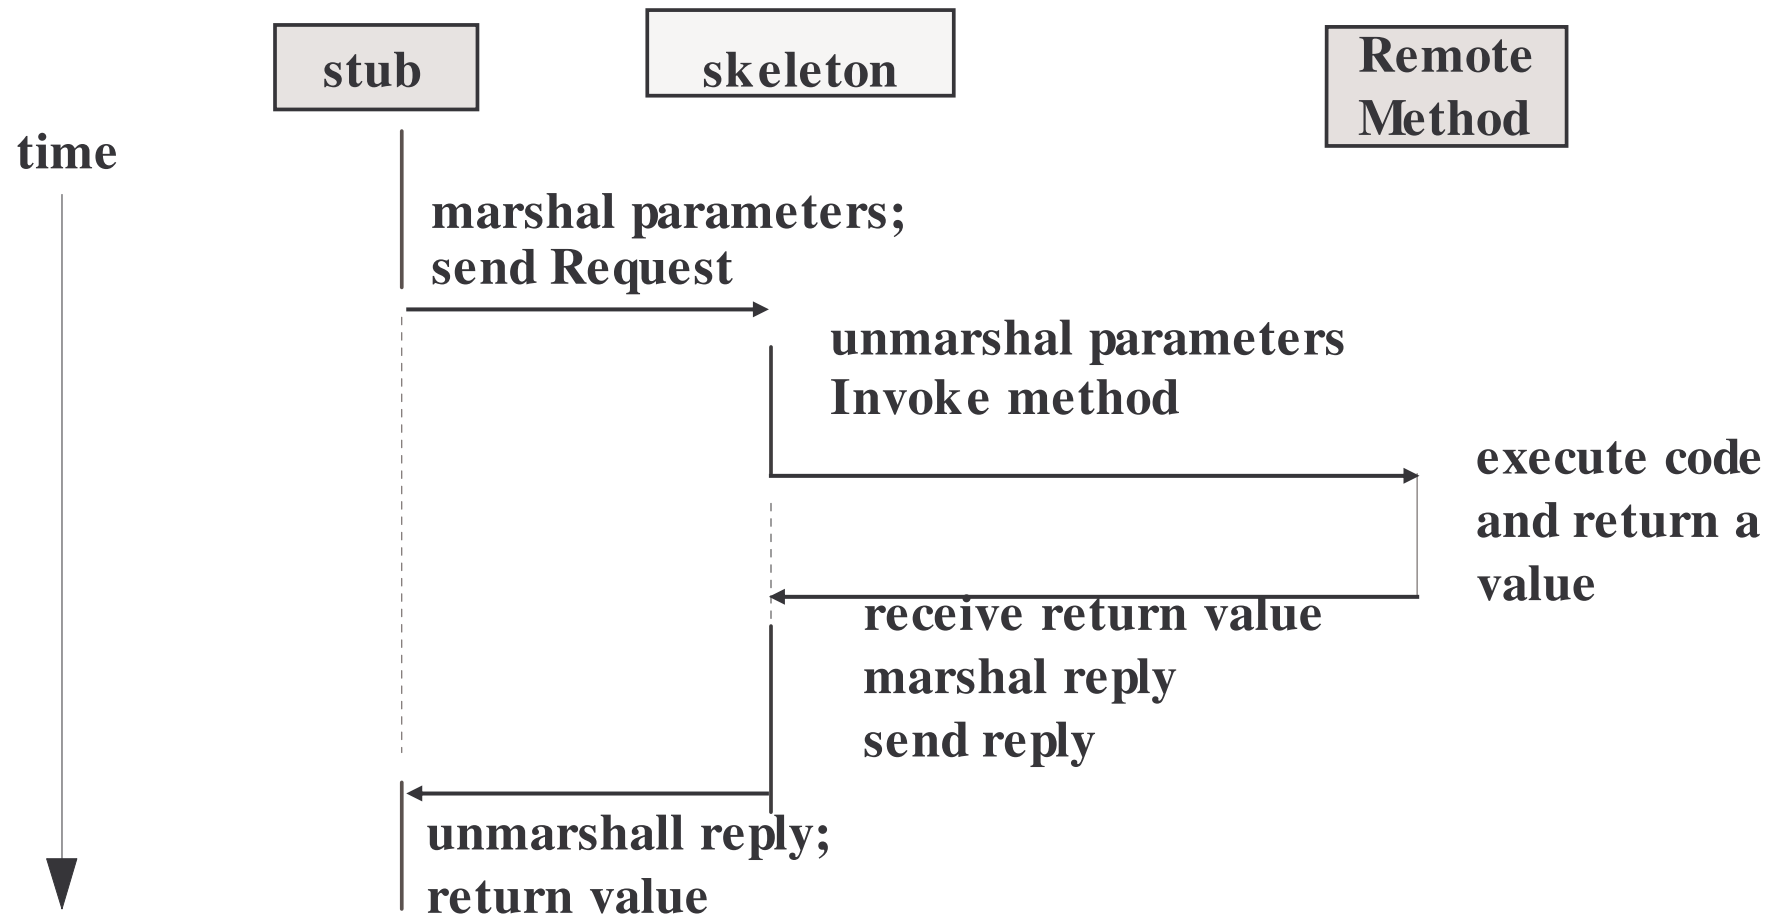 stub
skeleton
Remote
Method
time
marshal parameters;
send Request
unmarshal parameters
Invoke method
execute code
and return a
value
receive return value
marshal reply
send reply
unmarshall reply;
return value